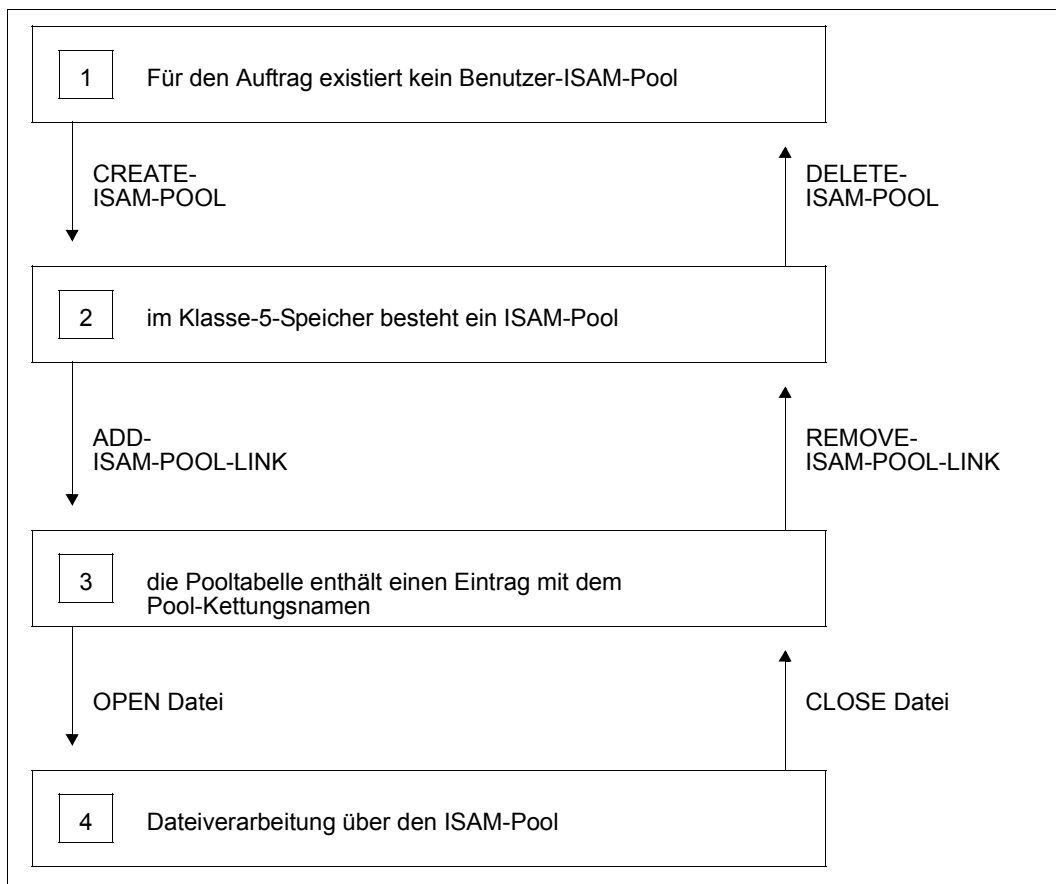 1 Für den Auftrag existiert kein Benutzer-ISAM-Pool
CREATE-
ISAM-POOL
DELETE-
ISAM-POOL
2 im Klasse-5-Speicher besteht ein ISAM-Pool
ADD-
ISAM-POOL-LINK
REMOVE-
ISAM-POOL-LINK
3 die Pooltabelle enthält einen Eintrag mit dem
Pool-Kettungsnamen
OPEN Datei
CLOSE Datei
4 Dateiverarbeitung über den ISAM-Pool